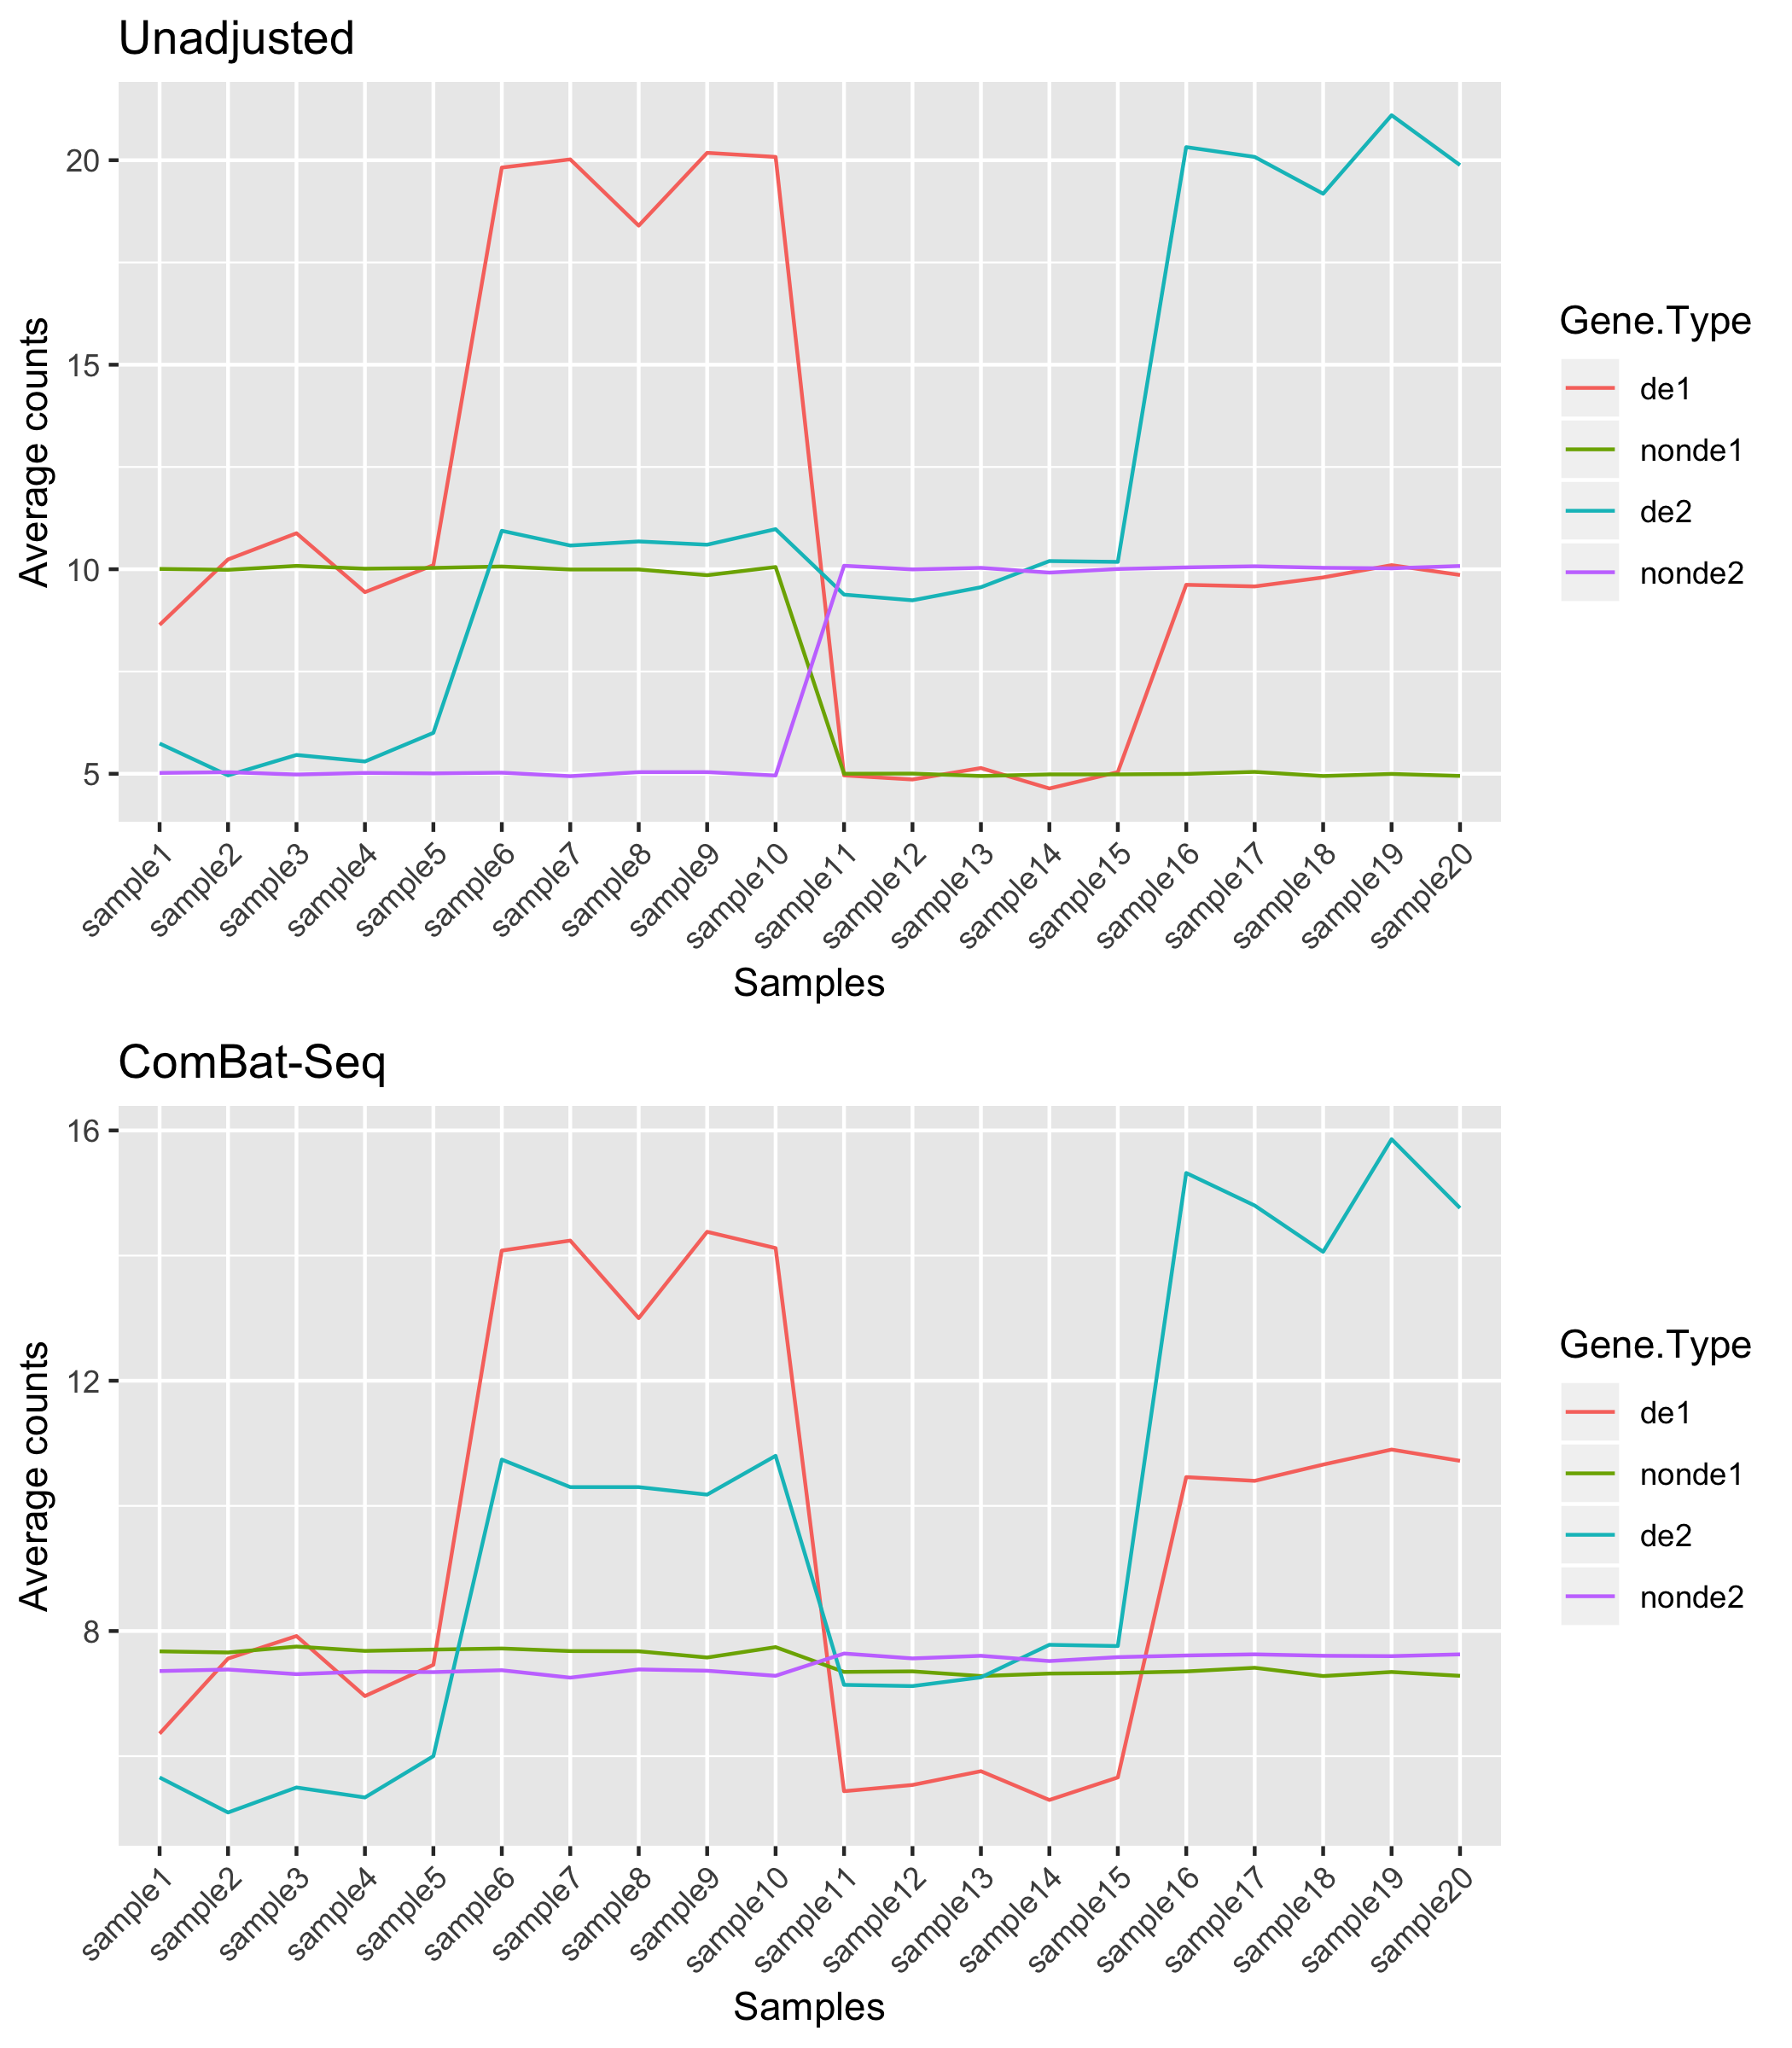 Unadjusted
20
15
10
5
Average counts
sample1
sample2
sample3
sample4
sample5
sample6
sample7
sample8
sample9
sample10
sample11
sample12
sample13
sample14
sample15
sample16
sample17
sample18
sample19
sample20
Samples
Gene.Type
de1
nonde1
de2
nonde2
ComBat-Seq
16
12
8
Average counts
sample1
sample2
sample3
sample4
sample5
sample6
sample7
sample8
sample9
sample10
sample11
sample12
sample13
sample14
sample15
sample16
sample17
sample18
sample19
sample20
Samples
Gene.Type
de1
nonde1
de2
nonde2